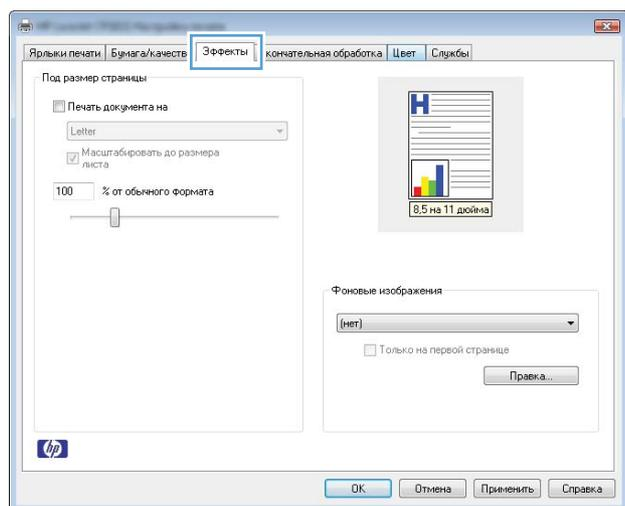 Ярлыки печати
Бумага/качеств
Эффекты
кончательная обработка
Цвет
Службы
Под размер страницы
Печать документа на
Letter
Масштабировать до размера
листа
100 % от обычного формата
H
8,5 на 11 дюйма
Фоновые изображения
(нет)
Только на первой странице
Правка...
hp
OK
Отмена
Применить
Справка